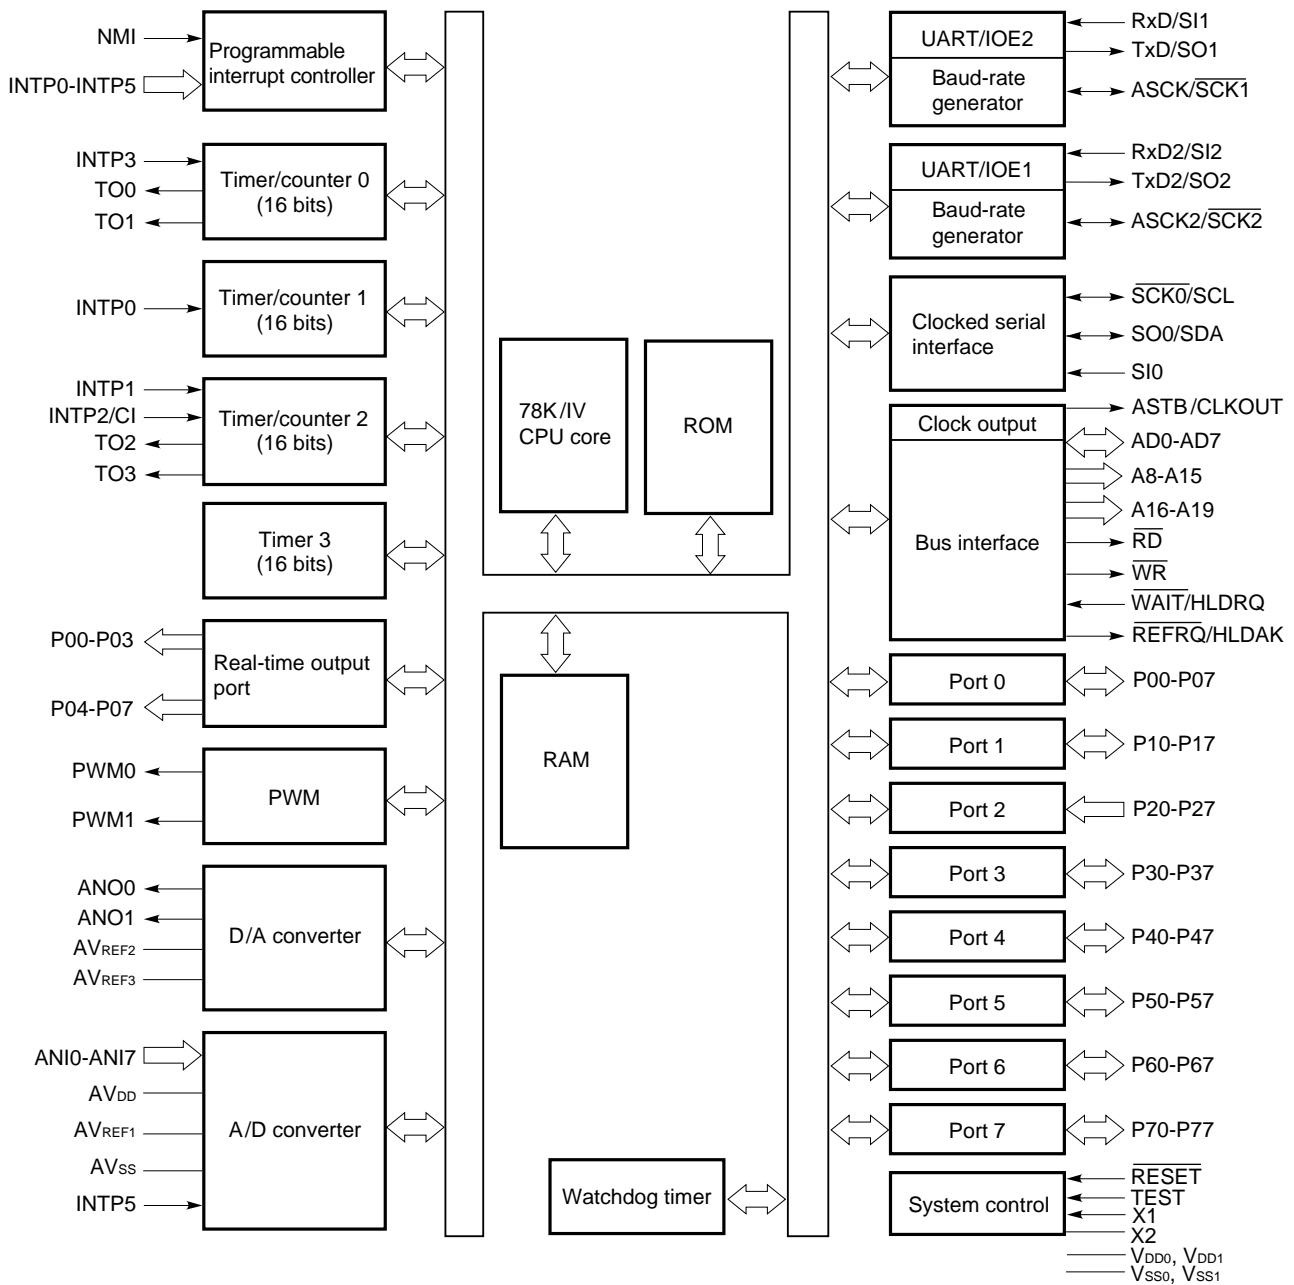 NMI
INTP0-INTP5
Programmable
interrupt controller
INTP3
TO0
TO1
Timer/counter 0
(16 bits)
INTP0
Timer/counter 1
(16 bits)
INTP1
INTP2/CI
TO2
TO3
Timer/counter 2
(16 bits)
Timer 3
(16 bits)
P00-P03
P04-P07
Real-time output
port
PWM0
PWM1
PWM
ANO0
ANO1
AVREF2
AVREF3
D/A converter
ANI0-ANI7
AVDD
AVREF1
AVSS
INTP5
A/D converter
78K/IV
CPU core
ROM
RAM
Watchdog timer
UART/IOE2
Baud-rate
generator
RxD/SI1
TxD/SO1
ASCK/SCK1
UART/IOE1
Baud-rate
generator
RxD2/SI2
TxD2/SO2
ASCK2/SCK2
Clocked serial
interface
SCK0/SCL
SO0/SDA
SI0
Clock output
Bus interface
ASTB/CLKOUT
AD0-AD7
A8-A15
A16-A19
RD
WR
WAIT/HLDRQ
REFRQ/HLDAK
Port 0
P00-P07
Port 1
P10-P17
Port 2
P20-P27
Port 3
P30-P37
Port 4
P40-P47
Port 5
P50-P57
Port 6
P60-P67
Port 7
P70-P77
System control
RESET
TEST
X1
X2
VDD0, VDD1
VSS0, VSS1